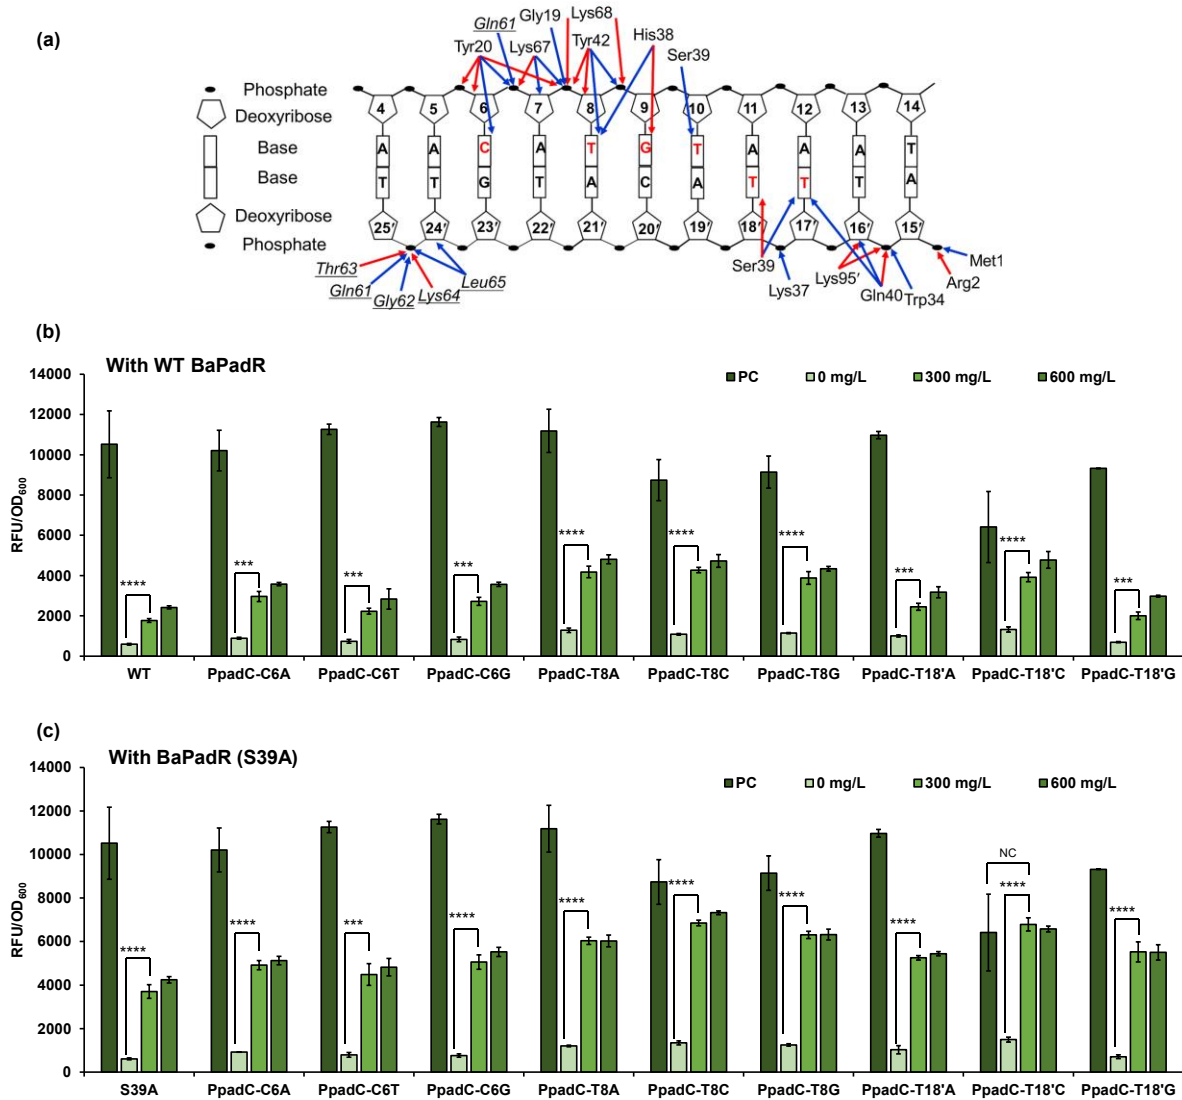 (a)
Gln61 Gly19 Lys68
Tyr20 Lys67 Tyr42 His38 Ser39
Phosphate
Deoxyribose
Base
Base
Deoxyribose
Phosphate
4 5 6 7 8 9 10 11 12 13 14
A A C A T G T A A A T
T T G T A C A T T T A
25′ 24′ 23′ 22′ 21′ 20′ 19′ 18′ 17′ 16′ 15′
Thr63 Gln61 Gly62 Lys64 Leu65
Ser39 Lys37 Lys95′ Gln40 Trp34 Arg2 Met1
(b)
With WT BaPadR
PC 0 mg/L 300 mg/L 600 mg/L
RFU/OD600
14000
12000
10000
8000
6000
4000
2000
0
**** *** *** *** **** **** **** *** **** ***
WT PpadC-C6A PpadC-C6T PpadC-C6G PpadC-T8A PpadC-T8C PpadC-T8G PpadC-T18'A PpadC-T18'C PpadC-T18'G
(c)
With BaPadR (S39A)
PC 0 mg/L 300 mg/L 600 mg/L
RFU/OD600
14000
12000
10000
8000
6000
4000
2000
0
NC
**** **** *** **** **** **** **** **** **** ****
S39A PpadC-C6A PpadC-C6T PpadC-C6G PpadC-T8A PpadC-T8C PpadC-T8G PpadC-T18'A PpadC-T18'C PpadC-T18'G